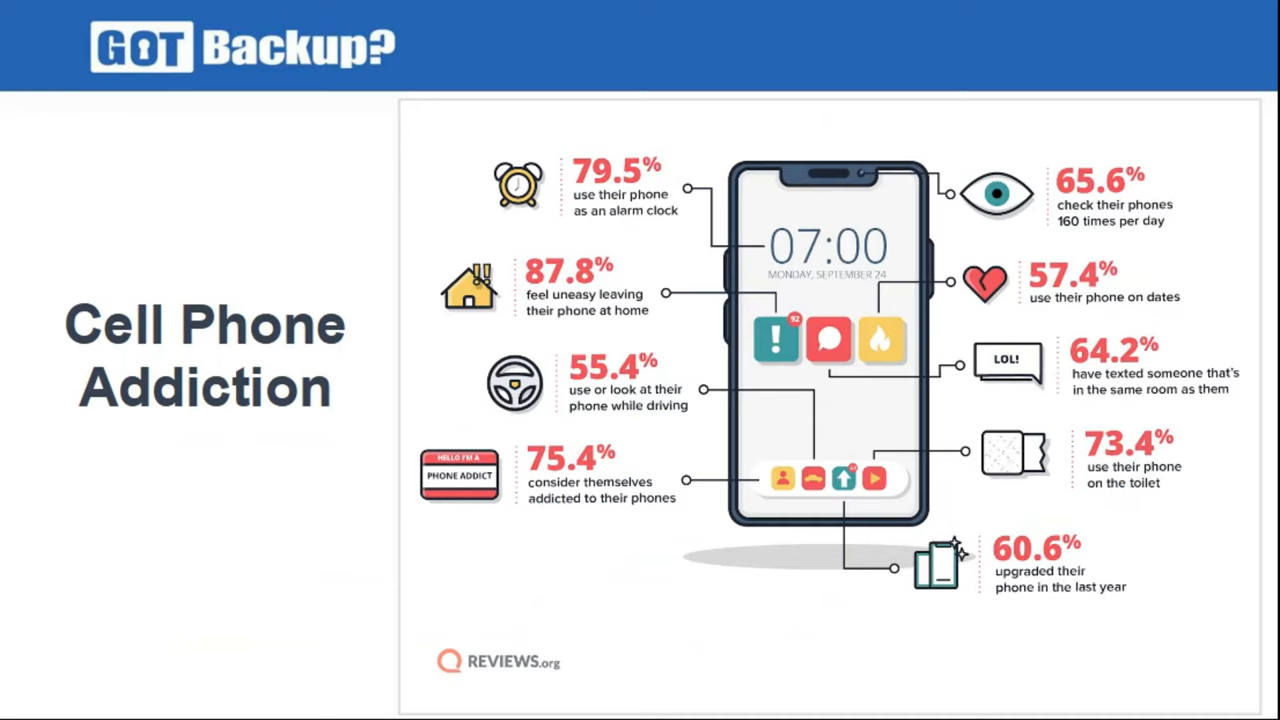 GOT Backup?
Cell Phone
Addiction
79.5%
use their phone
as an alarm clock
87.8%
feel uneasy leaving
their phone at home
55.4%
use or look at their
phone while driving
HELLO I'M A
PHONE ADDICT
75.4%
consider themselves
addicted to their phones
07:00
MONDAY, SEPTEMBER 24
92
!
65.6%
check their phones
160 times per day
57.4%
use their phone on dates
LOL!
64.2%
have texted someone that's
in the same room as them
73.4%
use their phone
on the toilet
60.6%
upgraded their
phone in the last year
REVIEWS.org